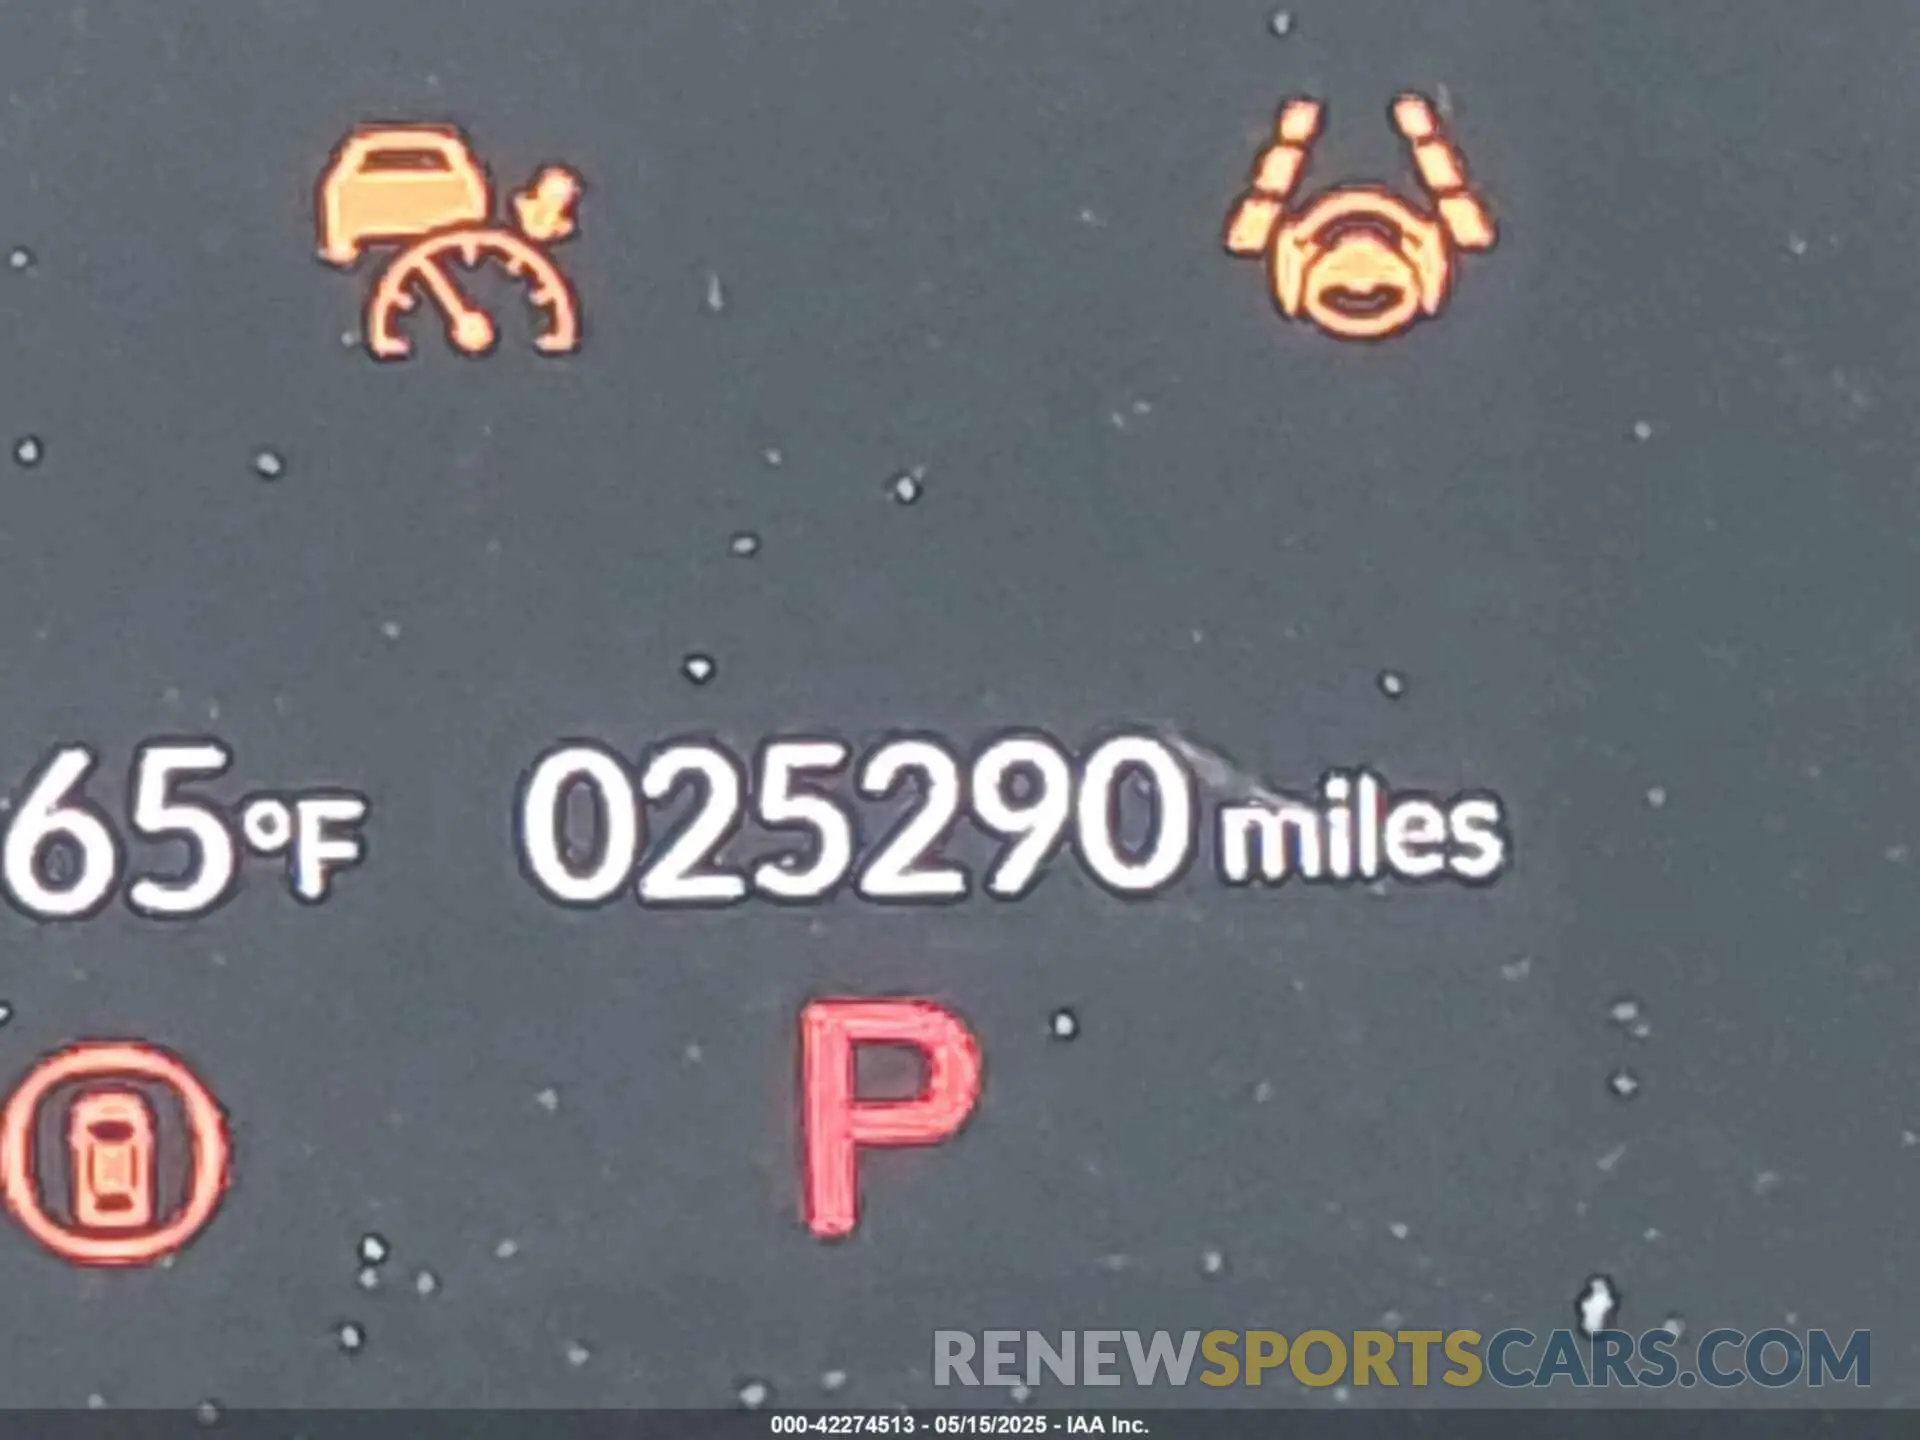 65°F 025290 miles
P
RENEWSPORTSCARS.COM
000-42274513 - 05/15/2025 - IAA Inc.